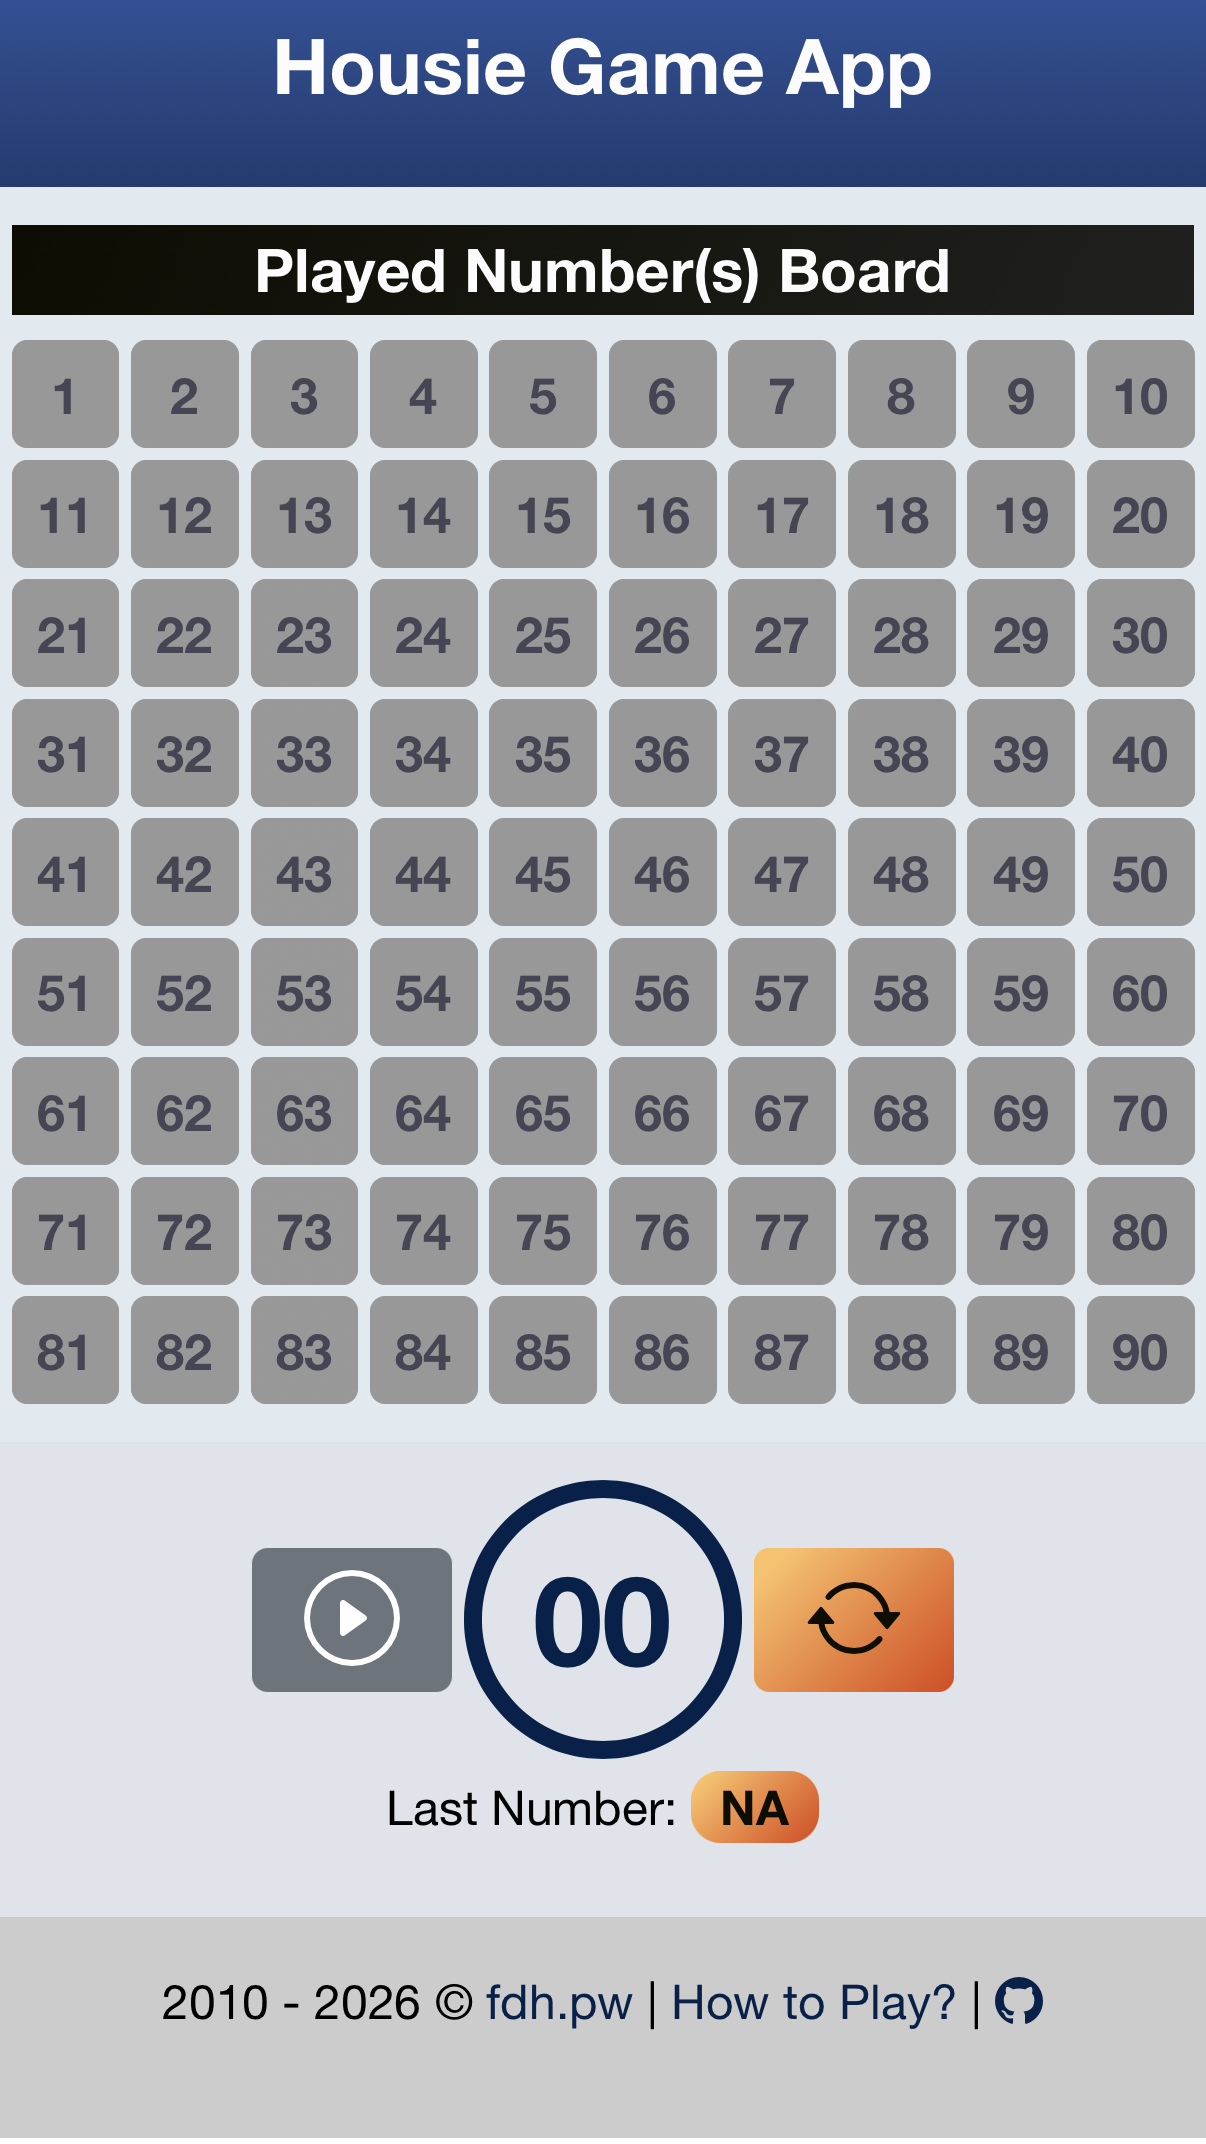 Housie Game App
Played Number(s) Board
1 2 3 4 5 6 7 8 9 10
11 12 13 14 15 16 17 18 19 20
21 22 23 24 25 26 27 28 29 30
31 32 33 34 35 36 37 38 39 40
41 42 43 44 45 46 47 48 49 50
51 52 53 54 55 56 57 58 59 60
61 62 63 64 65 66 67 68 69 70
71 72 73 74 75 76 77 78 79 80
81 82 83 84 85 86 87 88 89 90
00
Last Number: NA
2010 - 2026 © fdh.pw | How to Play? |